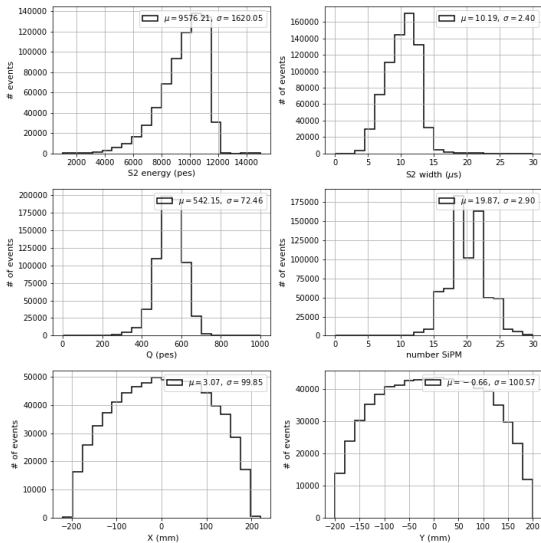 μ = 9576.21, σ = 1620.05
# events
140000
120000
100000
80000
60000
40000
20000
0
2000 4000 6000 8000 10000 12000 14000
S2 energy (pes)
μ = 10.19, σ = 2.40
# of events
160000
140000
120000
100000
80000
60000
40000
20000
0
0 5 10 15 20 25 30
S2 width (μs)
μ = 542.15, σ = 72.46
# of events
200000
175000
150000
125000
100000
75000
50000
25000
0
0 200 400 600 800 1000
Q (pes)
μ = 19.87, σ = 2.90
# of events
175000
150000
125000
100000
75000
50000
25000
0
0 5 10 15 20 25 30
number SiPM
μ = 3.07, σ = 99.85
# of events
50000
40000
30000
20000
10000
0
−200 −100 0 100 200
X (mm)
μ = −0.66, σ = 100.57
# of events
40000
30000
20000
10000
0
−200 −150 −100 −50 0 50 100 150 200
Y (mm)